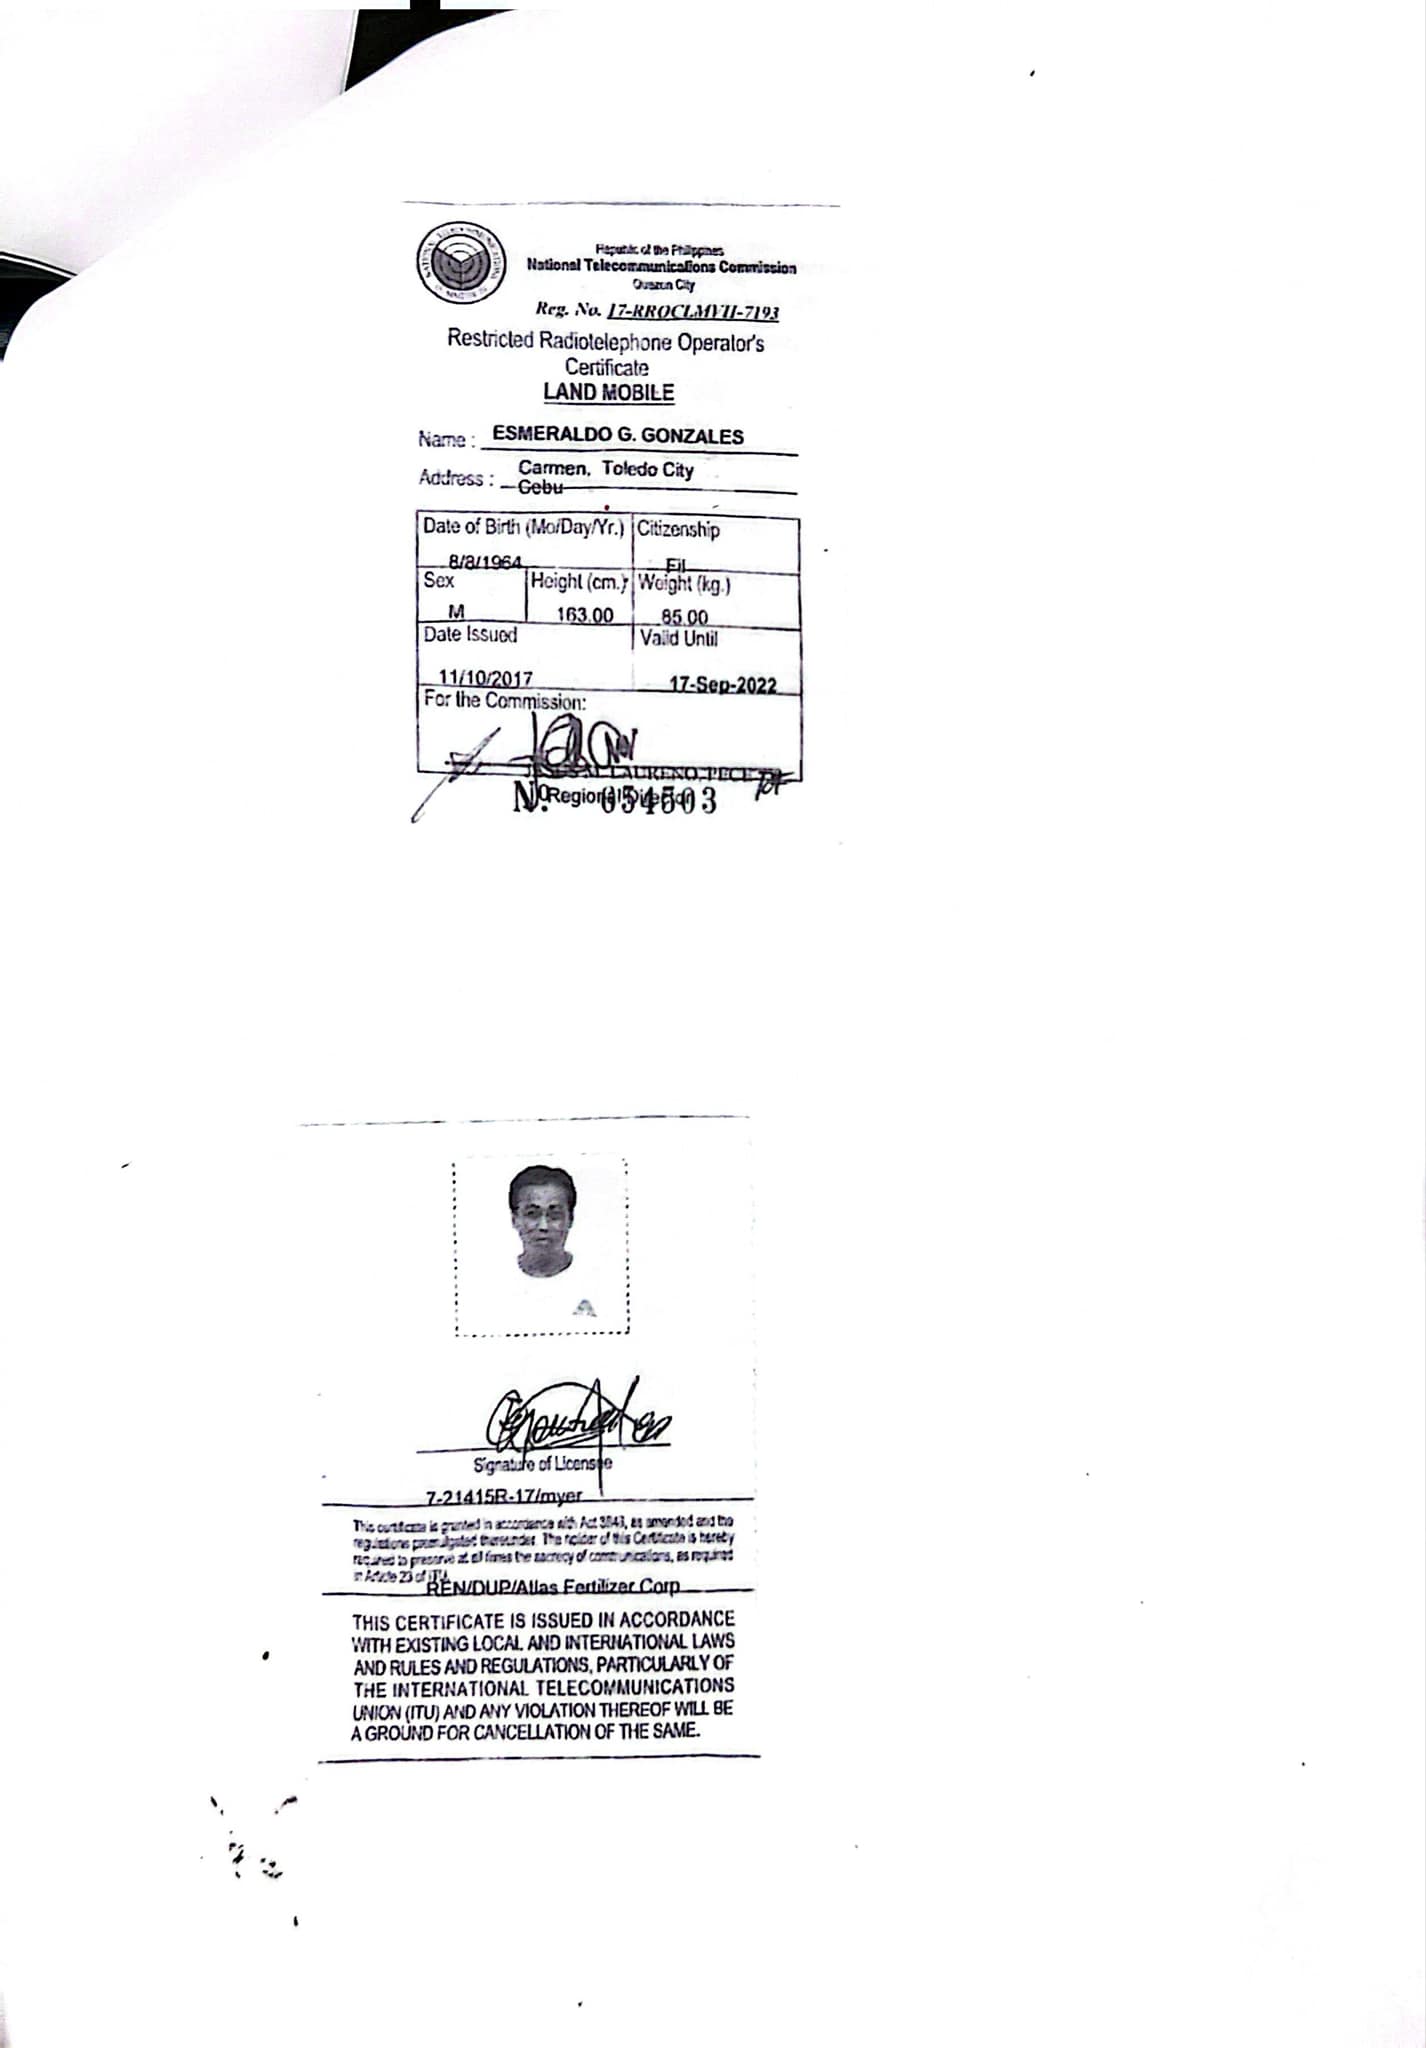 Republic of the Philippines
National Telecommunications Commission
Quezon City
Reg. No. 17-RROCLMVII-7193
Restricted Radiotelephone Operator's
Certificate
LAND MOBILE
Name : ESMERALDO G. GONZALES
Address : Carmen, Toledo City
Cebu
Date of Birth (Mo/Day/Yr.) Citizenship
8/8/1964 Fil
Sex Height (cm.) Weight (kg.)
M 163.00 85.00
Date Issued Valid Until
11/10/2017 17-Sep-2022
For the Commission:
LAURENO, PECE
Nº 054503
Regional Director
Signature of Licensee
7-21415R-17/myer
This certificate is granted in accordance with Act 3846, as amended and the
regulations promulgated thereunder. The holder of this Certificate is hereby
required to preserve at all times the secrecy of communications, as required
in Article 23 of ITU.
REN/DUP/Atlas Fertilizer Corp
THIS CERTIFICATE IS ISSUED IN ACCORDANCE
WITH EXISTING LOCAL AND INTERNATIONAL LAWS
AND RULES AND REGULATIONS, PARTICULARLY OF
THE INTERNATIONAL TELECOMMUNICATIONS
UNION (ITU) AND ANY VIOLATION THEREOF WILL BE
A GROUND FOR CANCELLATION OF THE SAME.